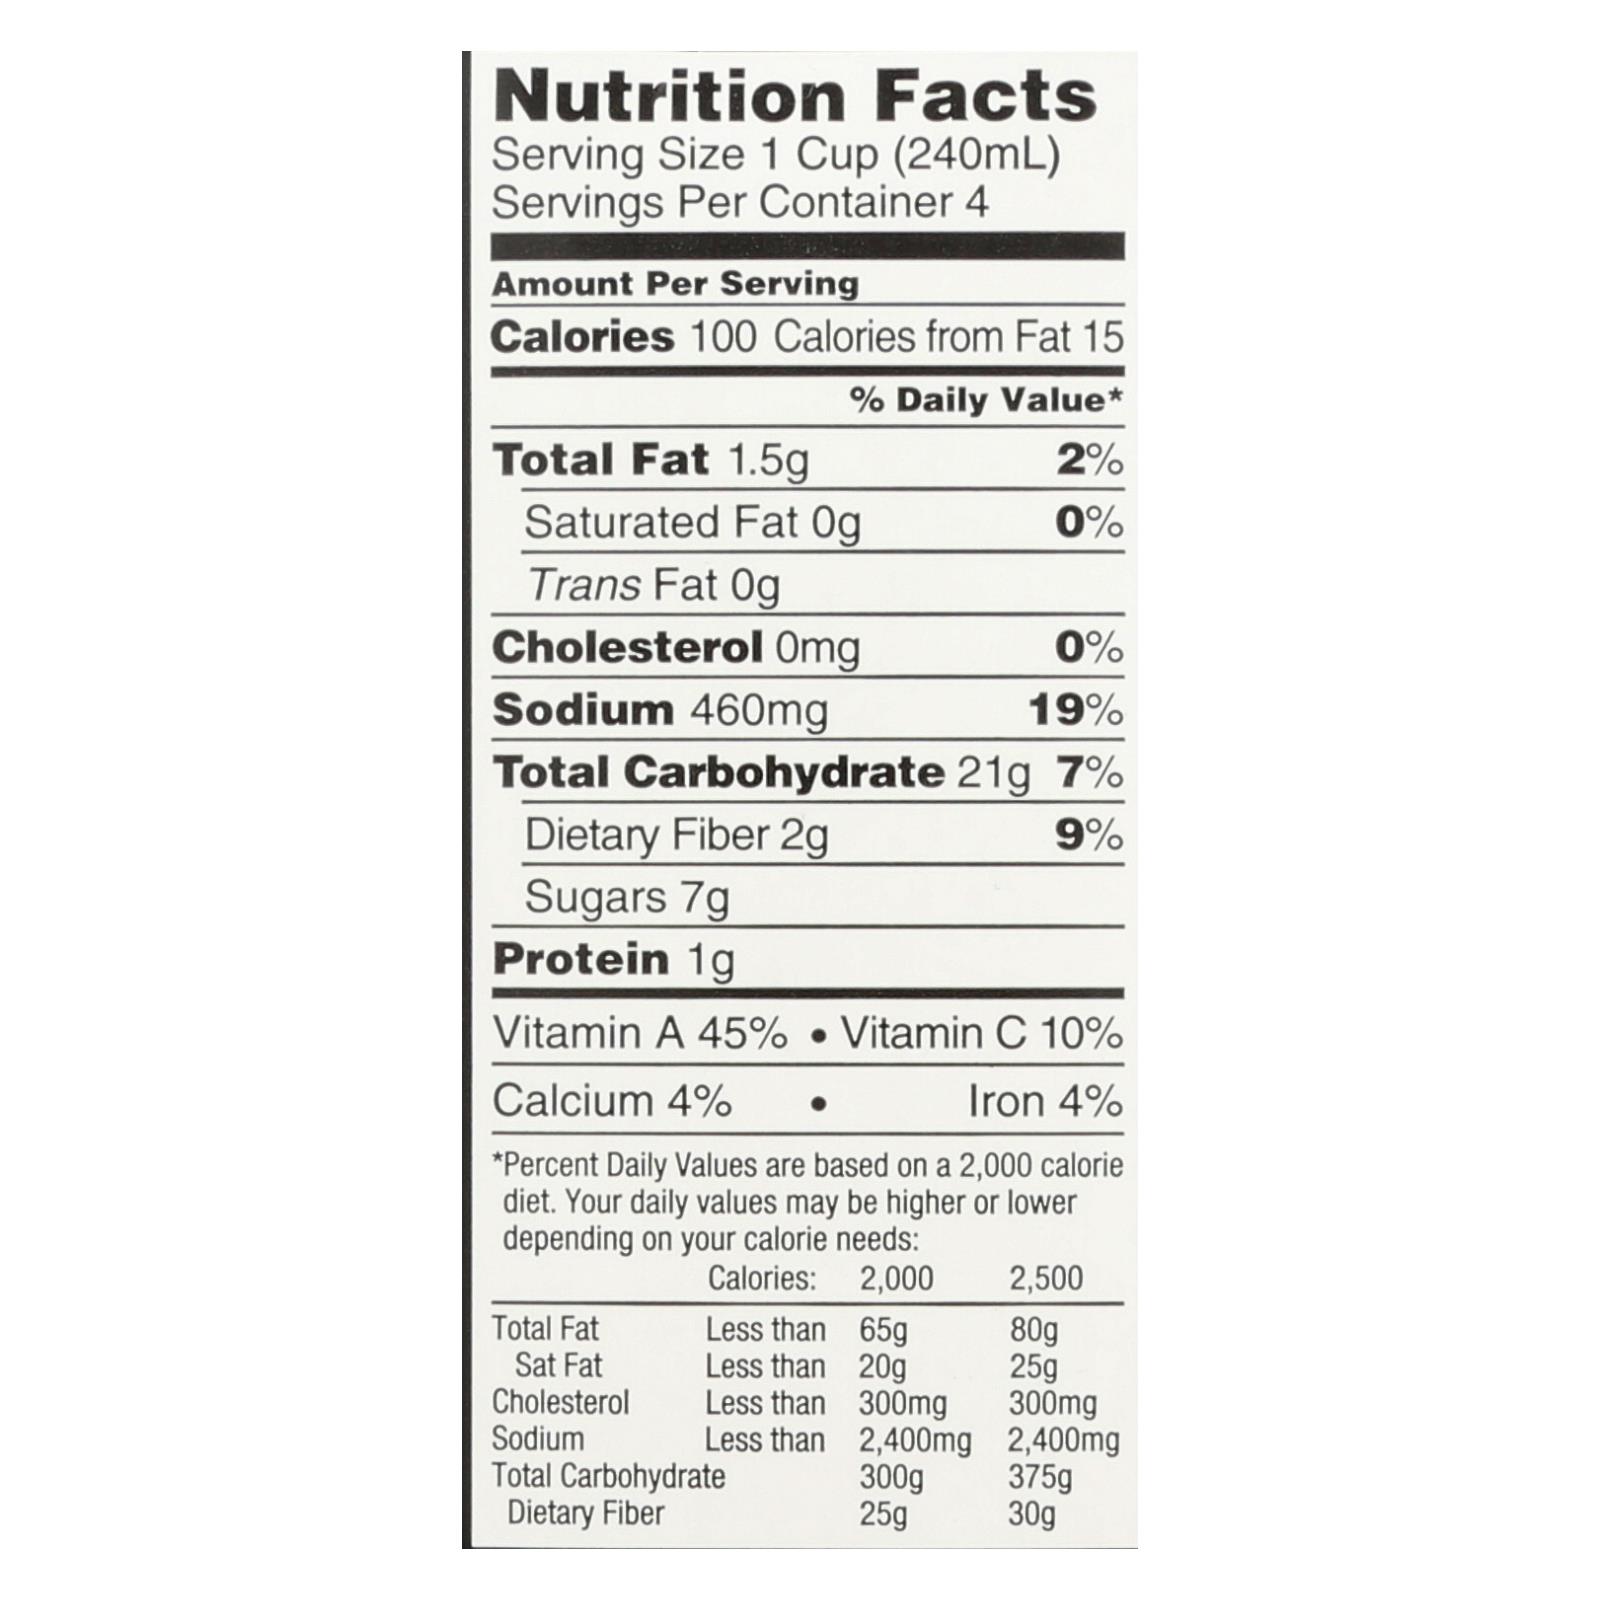 Nutrition Facts
Serving Size 1 Cup (240mL)
Servings Per Container 4
Amount Per Serving
Calories 100 Calories from Fat 15
% Daily Value*
Total Fat 1.5g 2%
Saturated Fat 0g 0%
Trans Fat 0g
Cholesterol 0mg 0%
Sodium 460mg 19%
Total Carbohydrate 21g 7%
Dietary Fiber 2g 9%
Sugars 7g
Protein 1g
Vitamin A 45% • Vitamin C 10%
Calcium 4% • Iron 4%
*Percent Daily Values are based on a 2,000 calorie
diet. Your daily values may be higher or lower
depending on your calorie needs:
Calories: 2,000 2,500
Total Fat Less than 65g 80g
Sat Fat Less than 20g 25g
Cholesterol Less than 300mg 300mg
Sodium Less than 2,400mg 2,400mg
Total Carbohydrate 300g 375g
Dietary Fiber 25g 30g